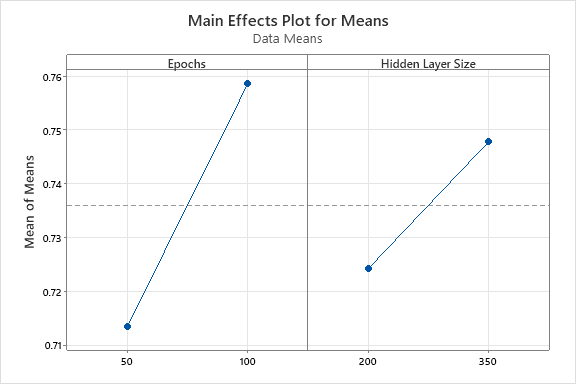 Main Effects Plot for Means
Data Means
Epochs
Hidden Layer Size
Mean of Means
0.76
0.75
0.74
0.73
0.72
0.71
50
100
200
350